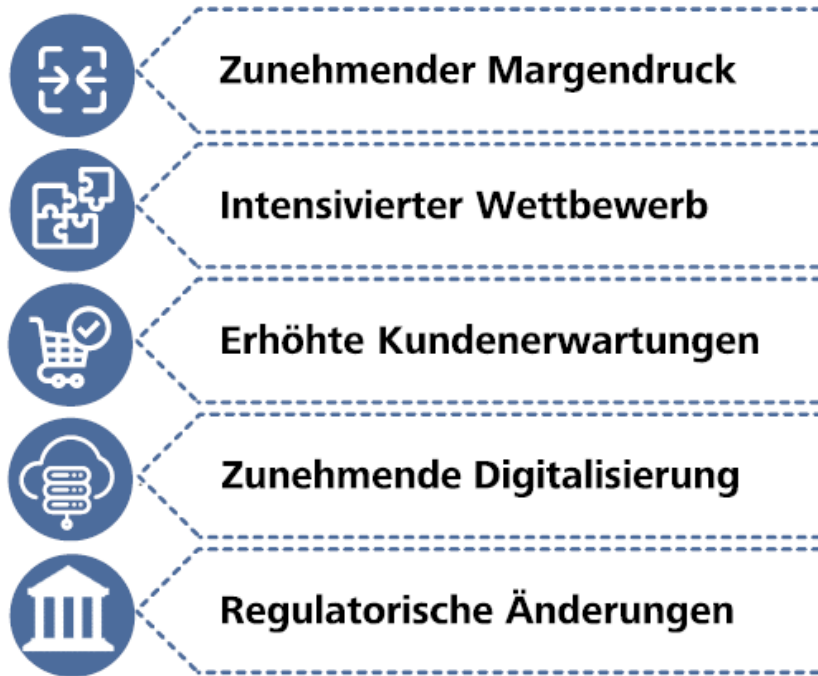 Zunehmender Margendruck
Intensivierter Wettbewerb
Erhöhte Kundenerwartungen
Zunehmende Digitalisierung
Regulatorische Änderungen